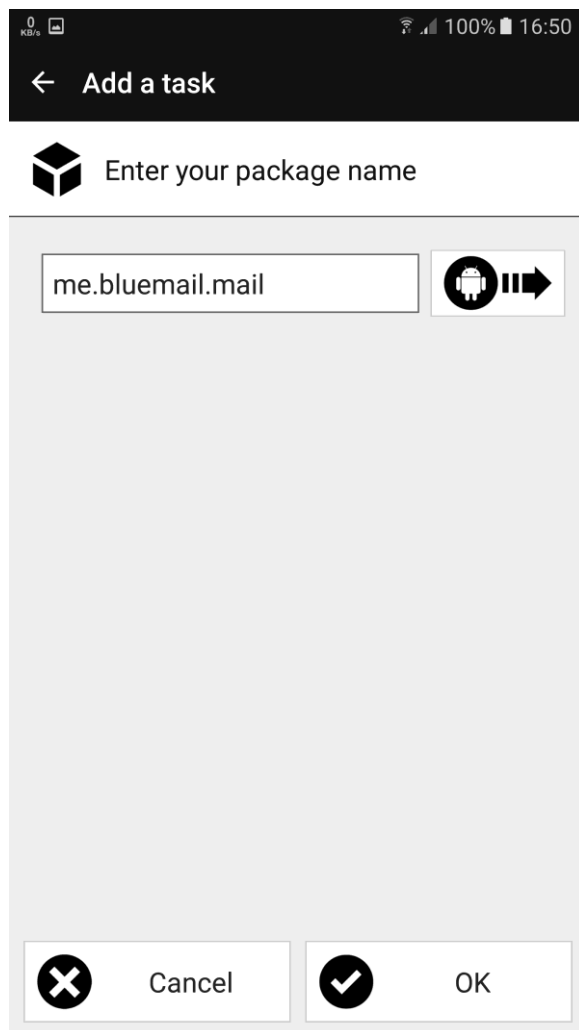 0 KB/s 100% 16:50
Add a task
Enter your package name
me.bluemail.mail
Cancel OK